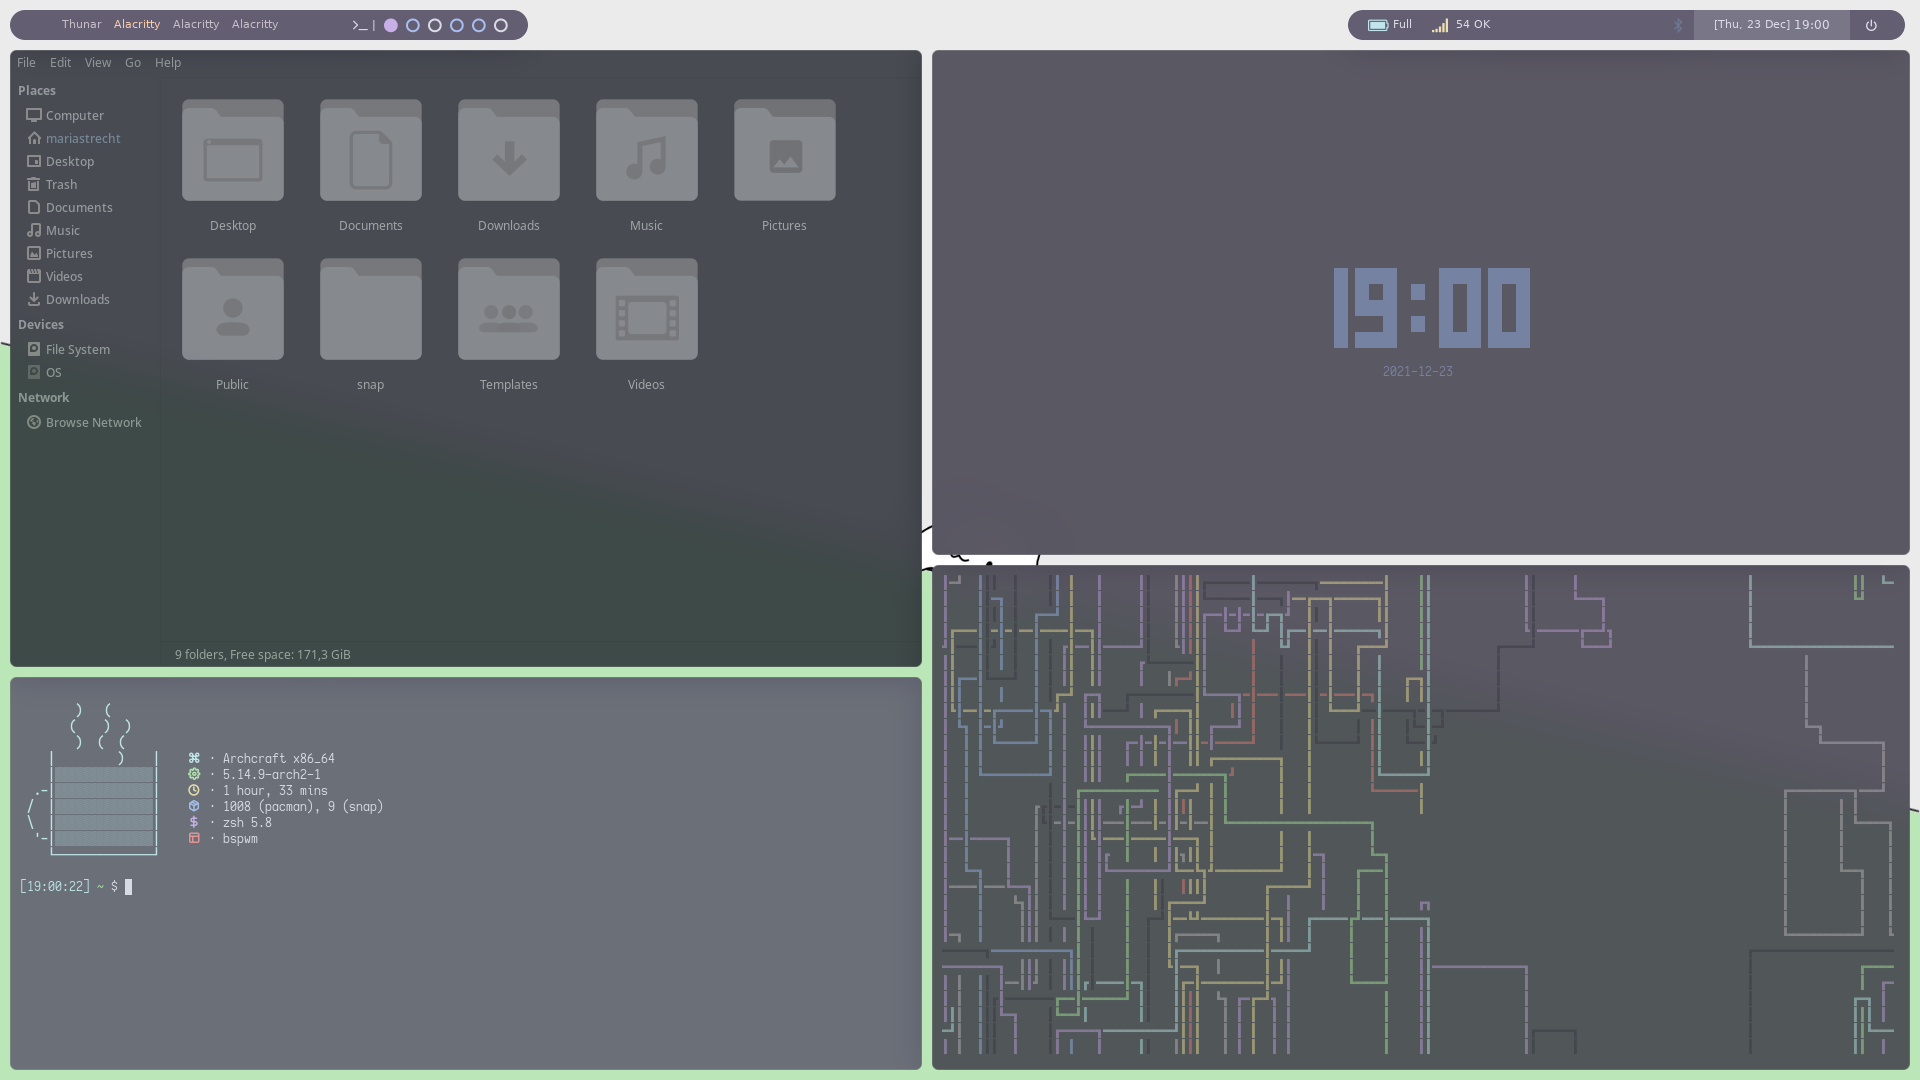 Thunar Alacritty Alacritty Alacritty >_ |
Full 54 OK [Thu, 23 Dec] 19:00
File Edit View Go Help
Places
Computer
mariastrecht
Desktop
Trash
Documents
Music
Pictures
Videos
Downloads
Devices
File System
OS
Network
Browse Network
Desktop Documents Downloads Music Pictures
Public snap Templates Videos
9 folders, Free space: 171,3 GiB
19:00
2021-12-23
· Archcraft x86_64
· 5.14.9-arch2-1
· 1 hour, 33 mins
· 1008 (pacman), 9 (snap)
$ · zsh 5.8
· bspwm
[19:00:22] ~ $